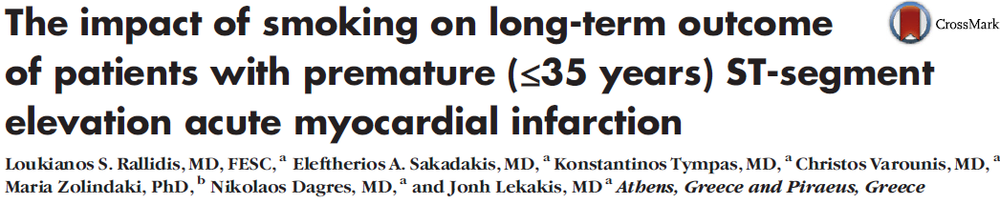 The impact of smoking on long-term outcome
CrossMark
of patients with premature (≤35 years) ST-segment
elevation acute myocardial infarction
Loukianos S. Rallidis, MD, FESC,ᵃ Eleftherios A. Sakadakis, MD,ᵃ Konstantinos Tympas, MD,ᵃ Christos Varounis, MD,ᵃ
Maria Zolindaki, PhD,ᵇ Nikolaos Dagres, MD,ᵃ and Jonh Lekakis, MDᵃ Athens, Greece and Piraeus, Greece